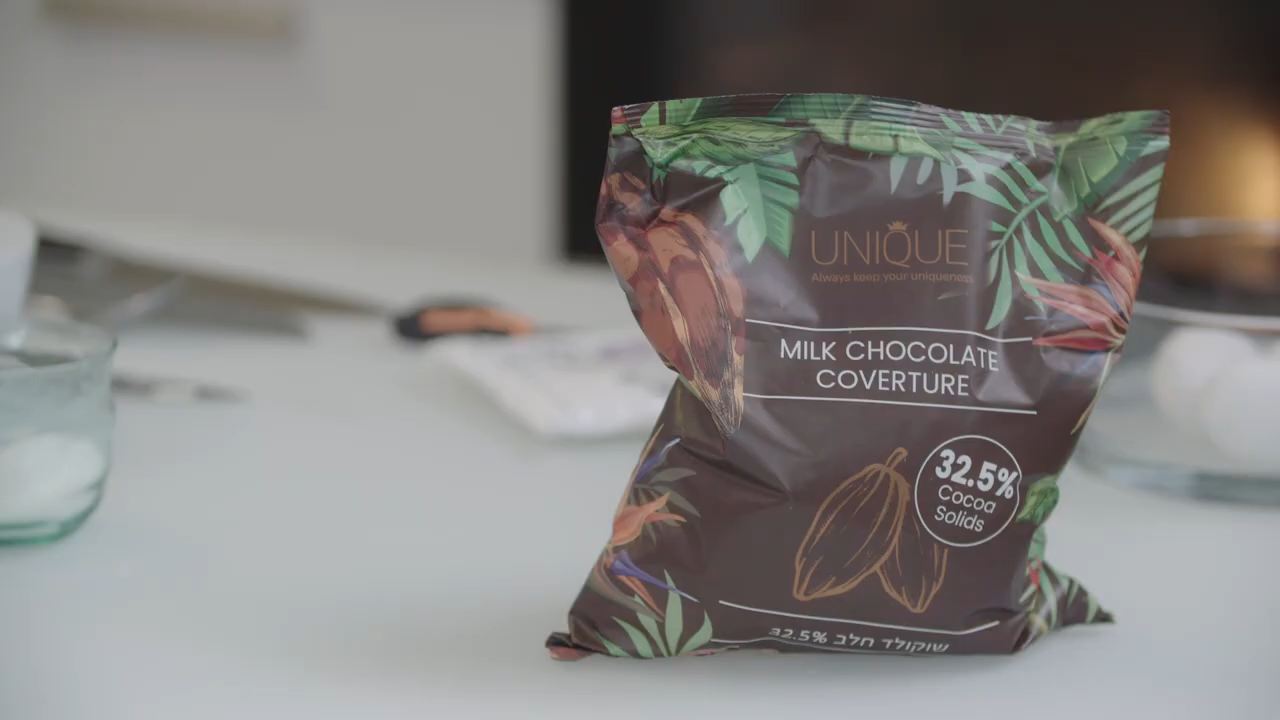 UNIQUE
Always keep your uniqueness
MILK CHOCOLATE
COVERTURE
32.5%
Cocoa
Solids
שוקולד חלב 32.5%